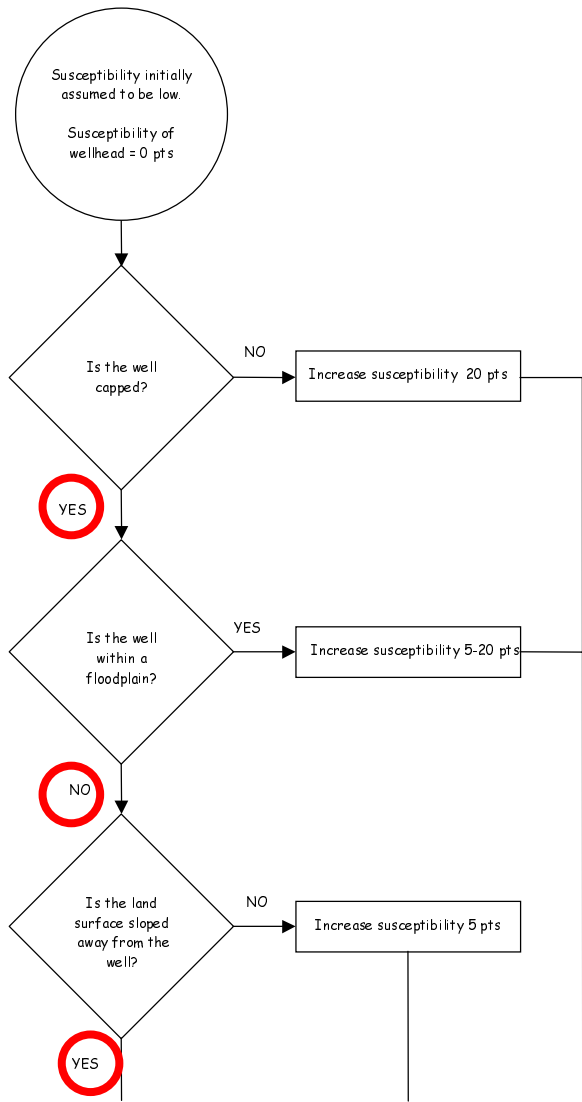 Susceptibility initially
assumed to be low.
Susceptibility of
wellhead = 0 pts
Is the well
capped?
NO
Increase susceptibility 20 pts
YES
Is the well
within a
floodplain?
YES
Increase susceptibility 5-20 pts
NO
Is the land
surface sloped
away from the
well?
NO
Increase susceptibility 5 pts
YES